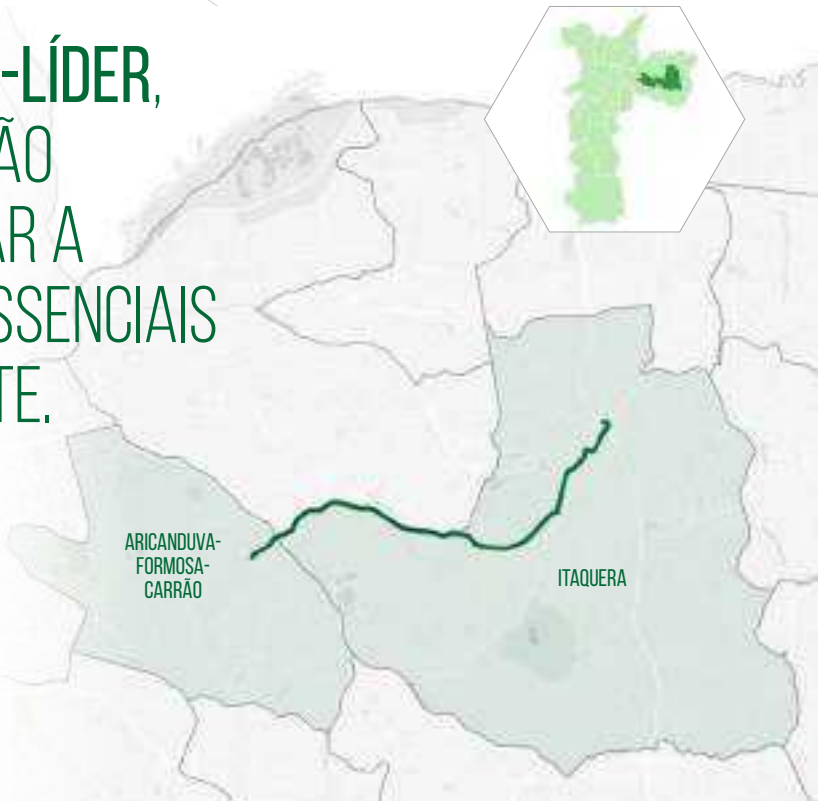 -LÍDER,
ÃO
AR A
SSENCIAIS
TE.
ARICANDUVA-
FORMOSA-
CARRÃO
ITAQUERA